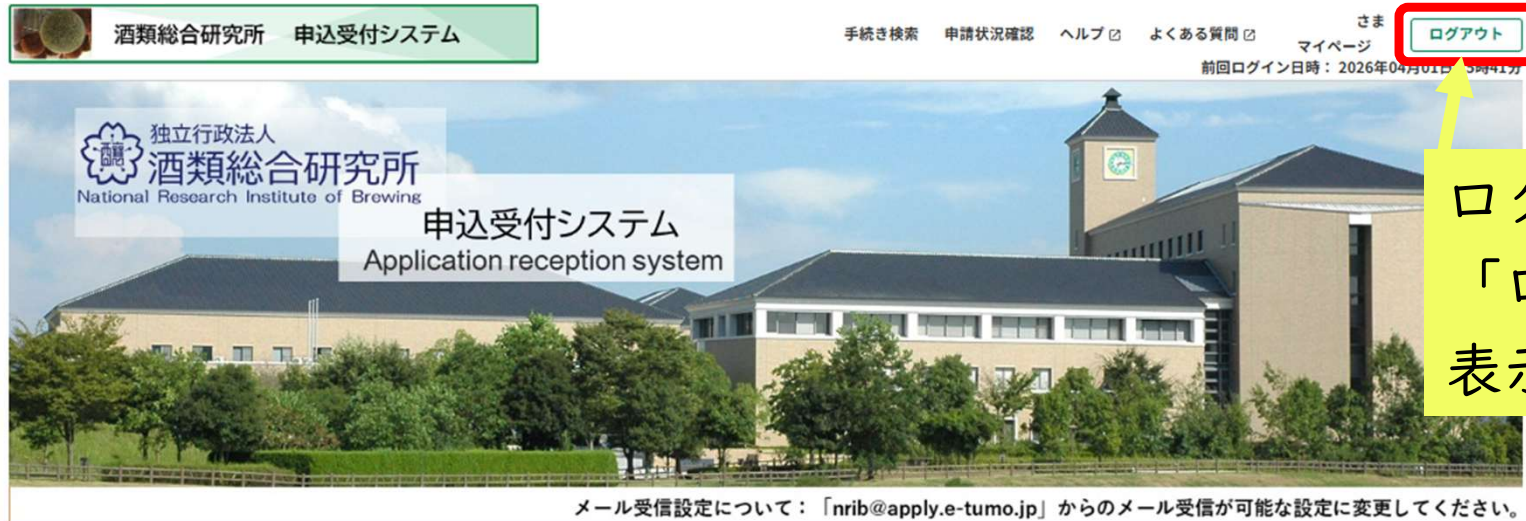 酒類総合研究所 申込受付システム
手続き検索 申請状況確認 ヘルプ よくある質問
さま
マイページ
ログアウト
前回ログイン日時： 2026年04月01日 5時41分
独立行政法人
酒類総合研究所
National Research Institute of Brewing
申込受付システム
Application reception system
ログ
「ロ
表示
メール受信設定について：「nrib@apply.e-tumo.jp」からのメール受信が可能な設定に変更してください。